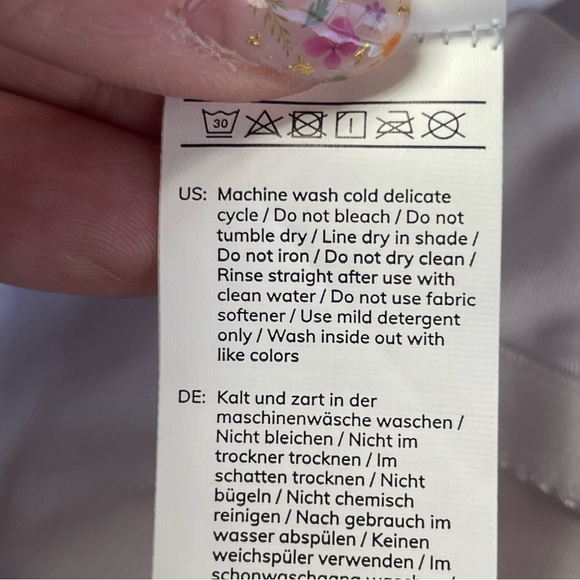 30
US: Machine wash cold delicate
cycle / Do not bleach / Do not
tumble dry / Line dry in shade /
Do not iron / Do not dry clean /
Rinse straight after use with
clean water / Do not use fabric
softener / Use mild detergent
only / Wash inside out with
like colors
DE: Kalt und zart in der
maschinenwäsche waschen /
Nicht bleichen / Nicht im
trockner trocknen / Im
schatten trocknen / Nicht
bügeln / Nicht chemisch
reinigen / Nach gebrauch im
wasser abspülen / Keinen
weichspüler verwenden / Im